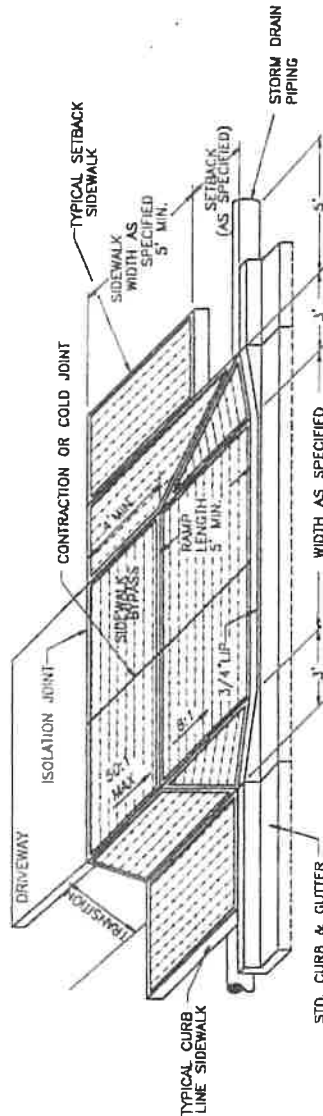 DRIVEWAY
ISOLATION JOINT
CONTRACTION OR COLD JOINT
TYPICAL SETBACK
SIDEWALK
TRANSITION
50:1
MAX
SIDEWALK
BYPASS
4' MIN.
SIDEWALK
WIDTH AS
SPECIFIED
5' MIN.
RAMP
LENGTH
5' MIN.
8:1
3/4" LIP
SETBACK
(AS SPECIFIED)
STORM DRAIN
PIPING
TYPICAL CURB
LINE SIDEWALK
STD. CURB & GUTTER
3'
WIDTH AS SPECIFIED
3'
5'